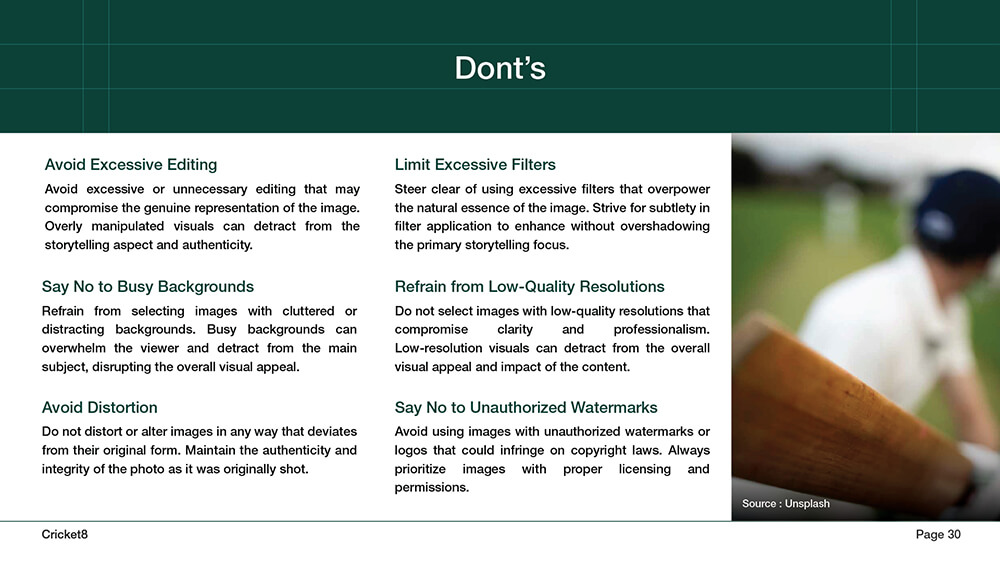 Dont's
Avoid Excessive Editing
Avoid excessive or unnecessary editing that may
compromise the genuine representation of the image.
Overly manipulated visuals can detract from the
storytelling aspect and authenticity.
Say No to Busy Backgrounds
Refrain from selecting images with cluttered or
distracting backgrounds. Busy backgrounds can
overwhelm the viewer and detract from the main
subject, disrupting the overall visual appeal.
Avoid Distortion
Do not distort or alter images in any way that deviates
from their original form. Maintain the authenticity and
integrity of the photo as it was originally shot.
Limit Excessive Filters
Steer clear of using excessive filters that overpower
the natural essence of the image. Strive for subtlety in
filter application to enhance without overshadowing
the primary storytelling focus.
Refrain from Low-Quality Resolutions
Do not select images with low-quality resolutions that
compromise clarity and professionalism.
Low-resolution visuals can detract from the overall
visual appeal and impact of the content.
Say No to Unauthorized Watermarks
Avoid using images with unauthorized watermarks or
logos that could infringe on copyright laws. Always
prioritize images with proper licensing and
permissions.
Source : Unsplash
Cricket8
Page 30